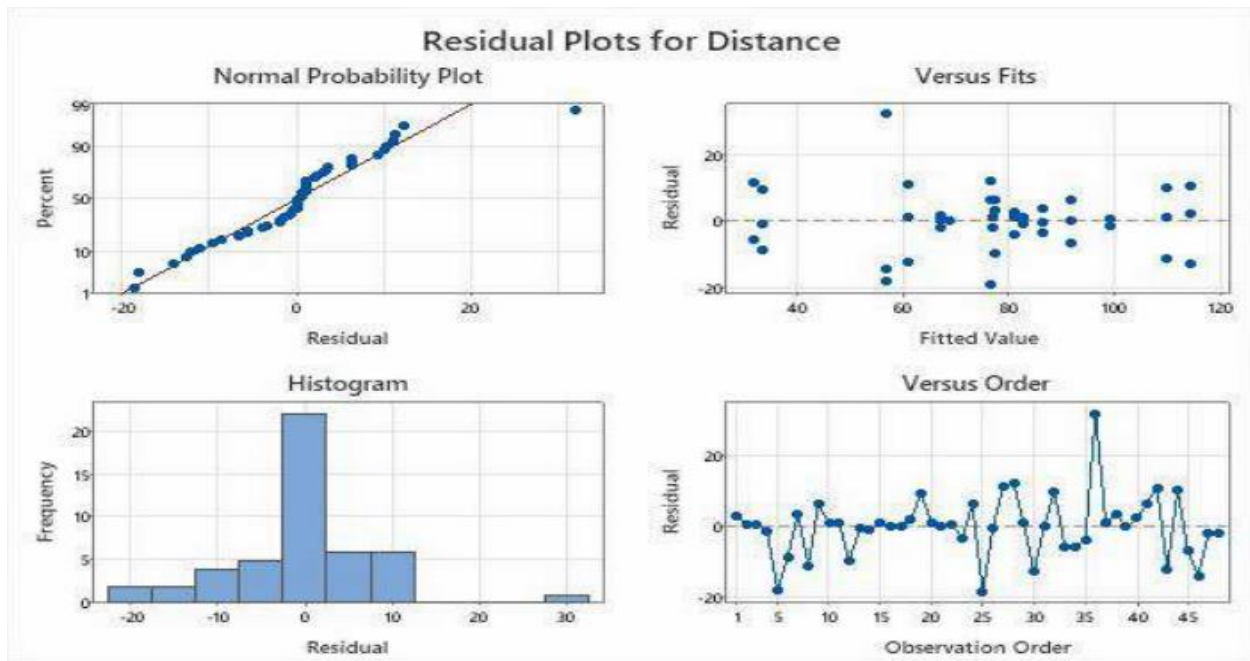 Residual Plots for Distance
Normal Probability Plot
99
90
50
10
1
Percent
-20 0 20
Residual
Versus Fits
20
0
-20
Residual
40 60 80 100 120
Fitted Value
Histogram
20
15
10
5
0
Frequency
-20 -10 0 10 20 30
Residual
Versus Order
20
0
-20
Residual
1 5 10 15 20 25 30 35 40 45
Observation Order